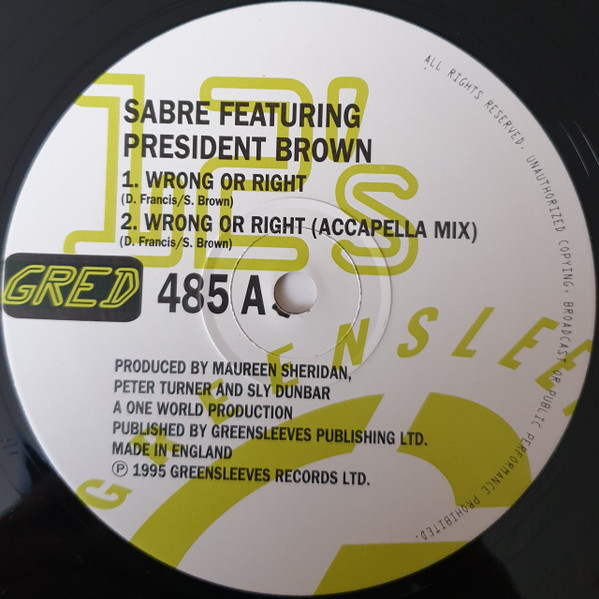 12's
SABRE FEATURING
PRESIDENT BROWN
1. WRONG OR RIGHT
(D. Francis/S. Brown)
2. WRONG OR RIGHT (ACCAPELLA MIX)
(D. Francis/S. Brown)
GRED
485 A
PRODUCED BY MAUREEN SHERIDAN,
PETER TURNER AND SLY DUNBAR
A ONE WORLD PRODUCTION
PUBLISHED BY GREENSLEEVES PUBLISHING LTD.
MADE IN ENGLAND
℗ 1995 GREENSLEEVES RECORDS LTD.
GREENSLEE
ALL RIGHTS RESERVED. UNAUTHORIZED COPYING, BROADCAST OR PUBLIC PERFORMANCE PROHIBITED.